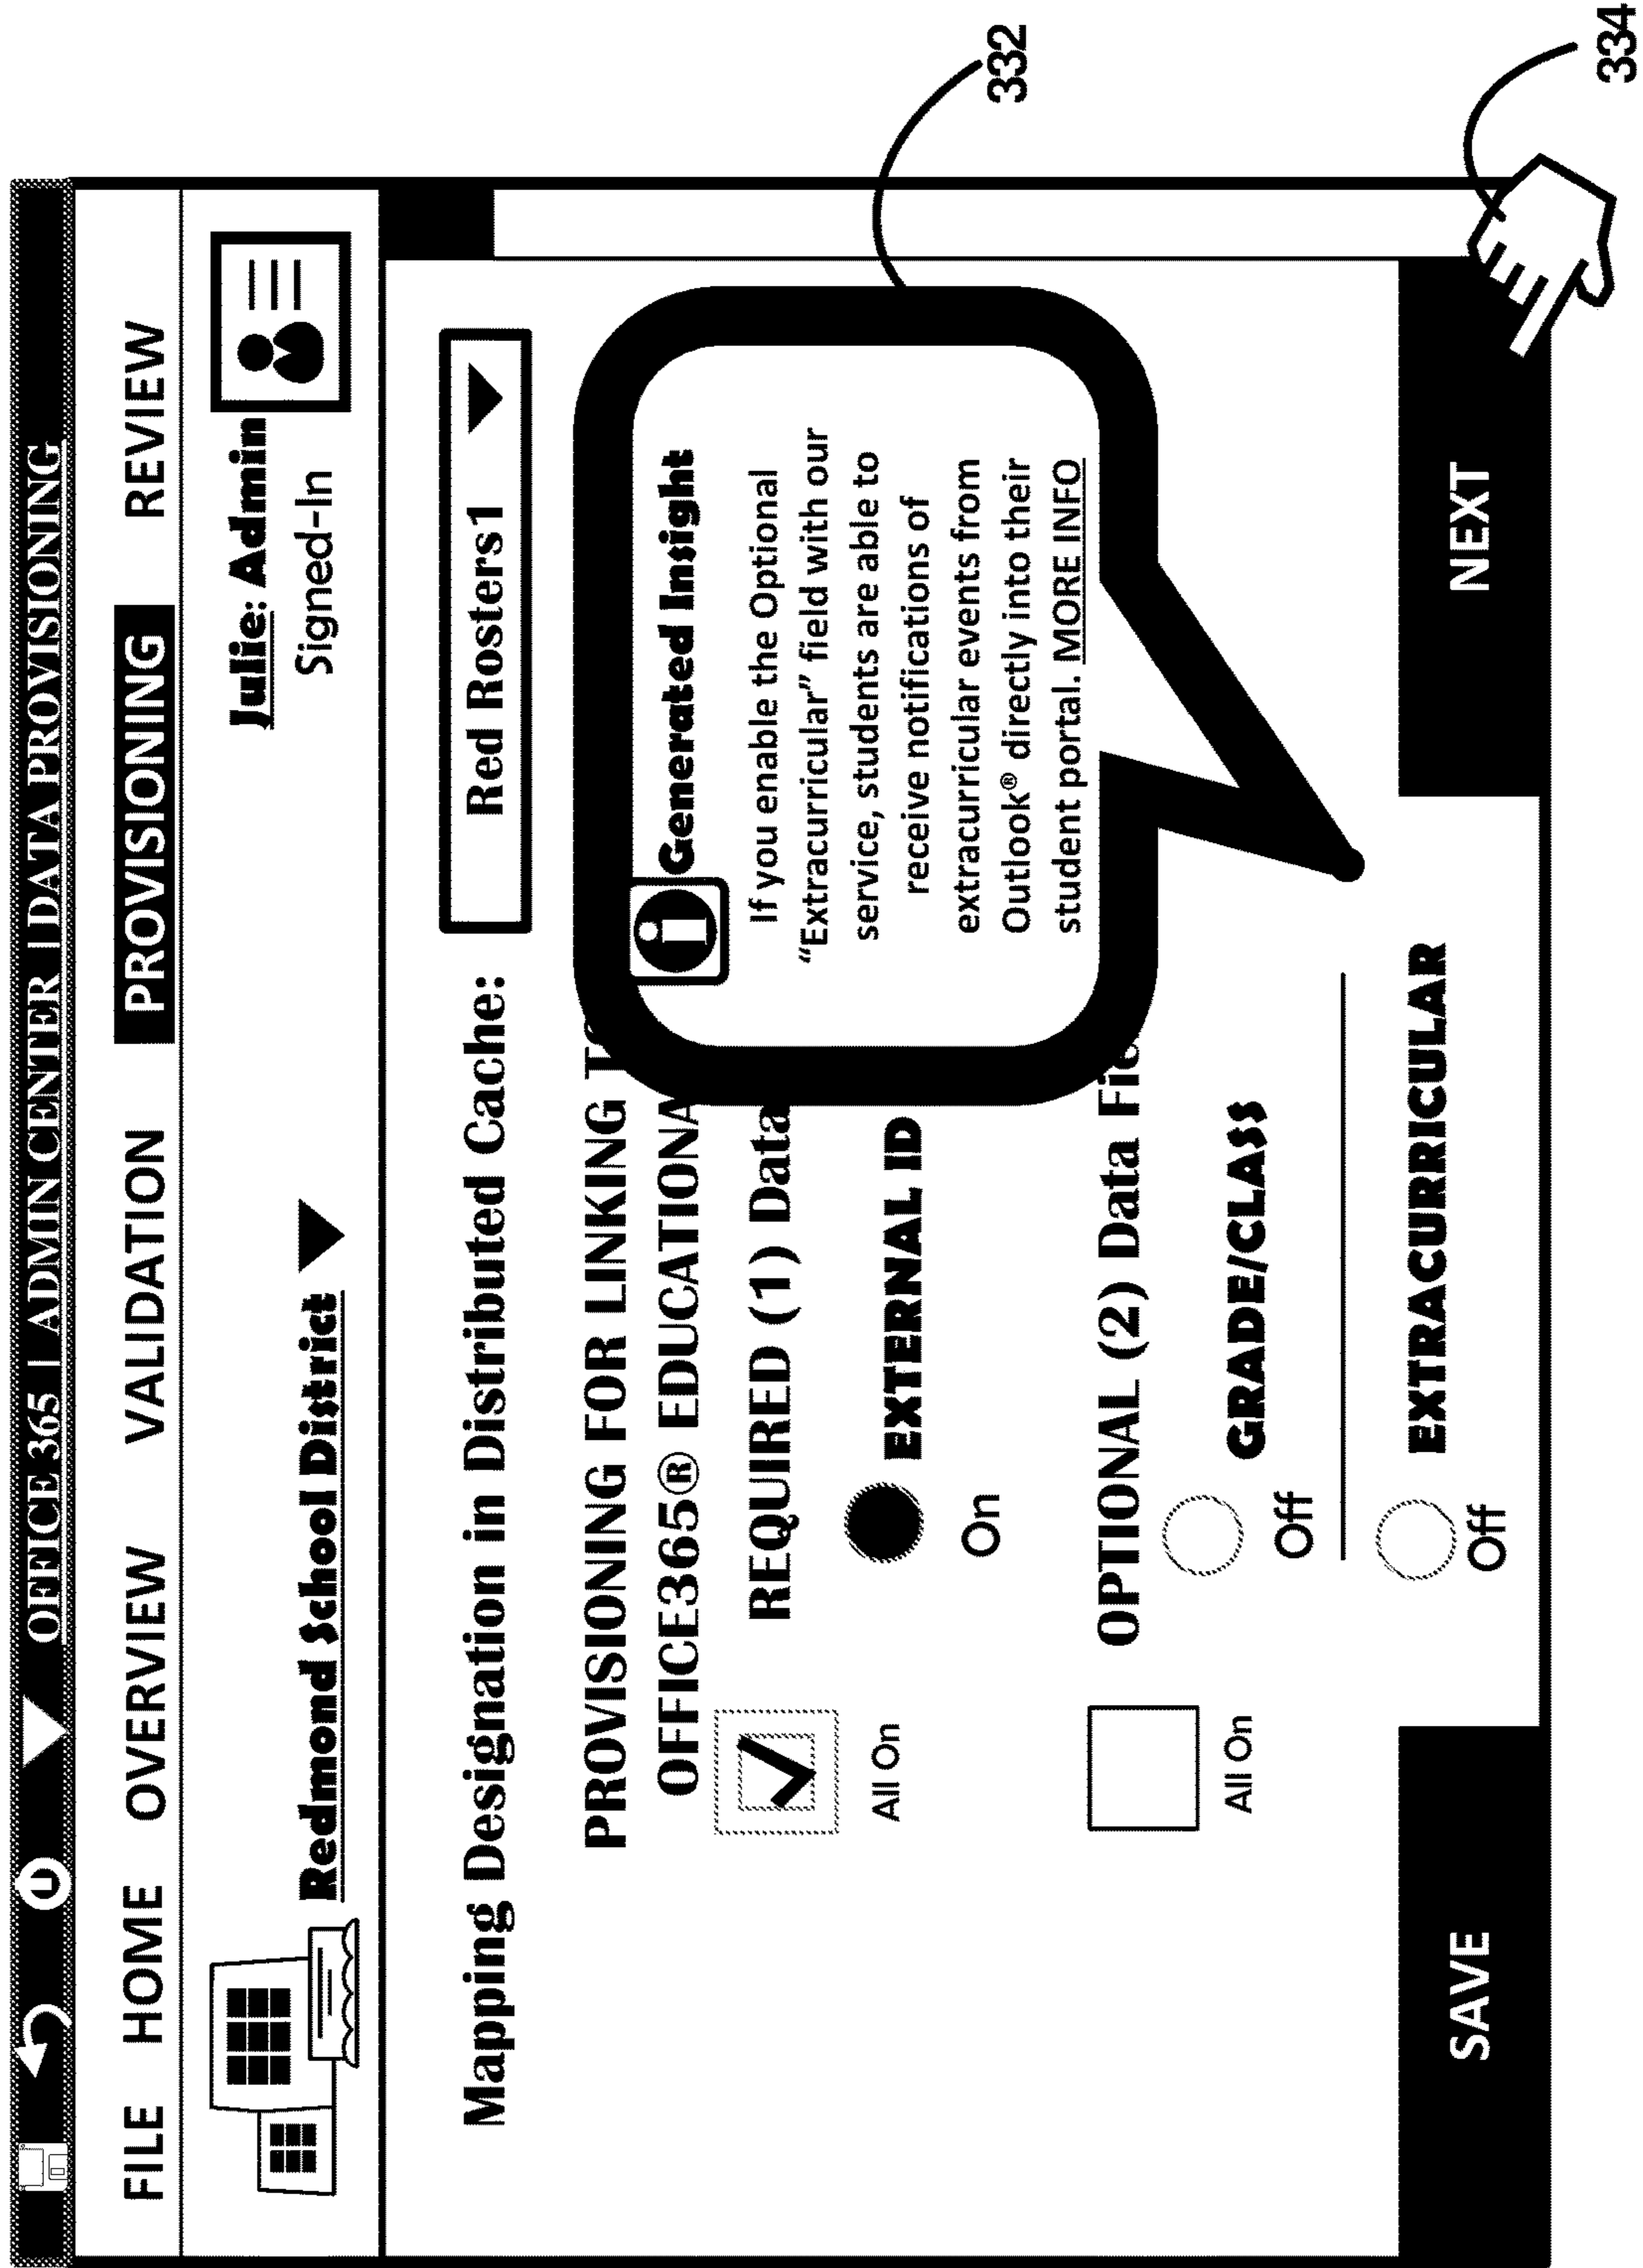 OFFICE365 | ADMIN CENTER | DATA PROVISIONING
FILE HOME OVERVIEW VALIDATION PROVISIONING REVIEW
Redmond School District
Julie: Admin
Signed-In
Mapping Designation in Distributed Cache:
Red Rosters1
PROVISIONING FOR LINKING
OFFICE365® EDUCATIONA
REQUIRED (1) Data
All On
EXTERNAL ID
On
OPTIONAL (2) Data Fie
All On
GRADE/CLASS
Off
EXTRACURRICULAR
Off
i Generated Insight
If you enable the Optional
“Extracurricular” field with our
service, students are able to
receive notifications of
extracurricular events from
Outlook® directly into their
student portal. MORE INFO
SAVE
NEXT
332
334